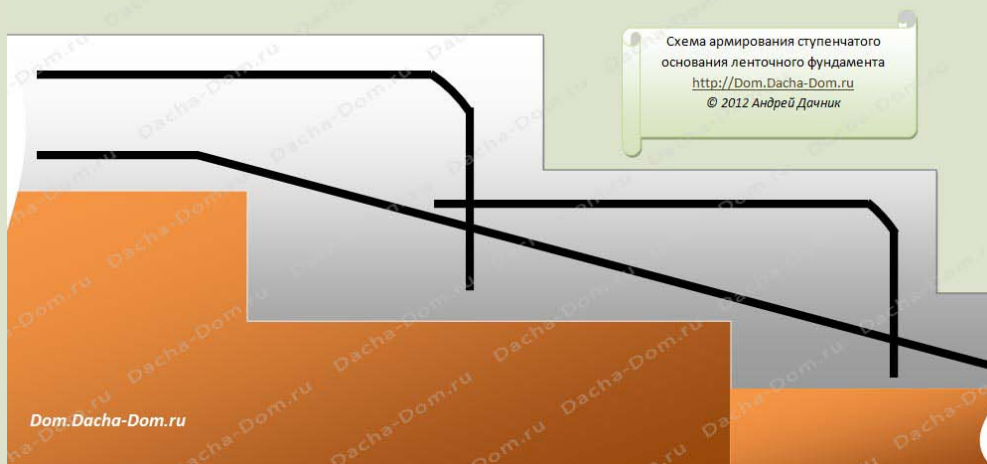 Схема армирования ступенчатого
основания ленточного фундамента
http://Dom.Dacha-Dom.ru
© 2012 Андрей Дачник
Dom.Dacha-Dom.ru